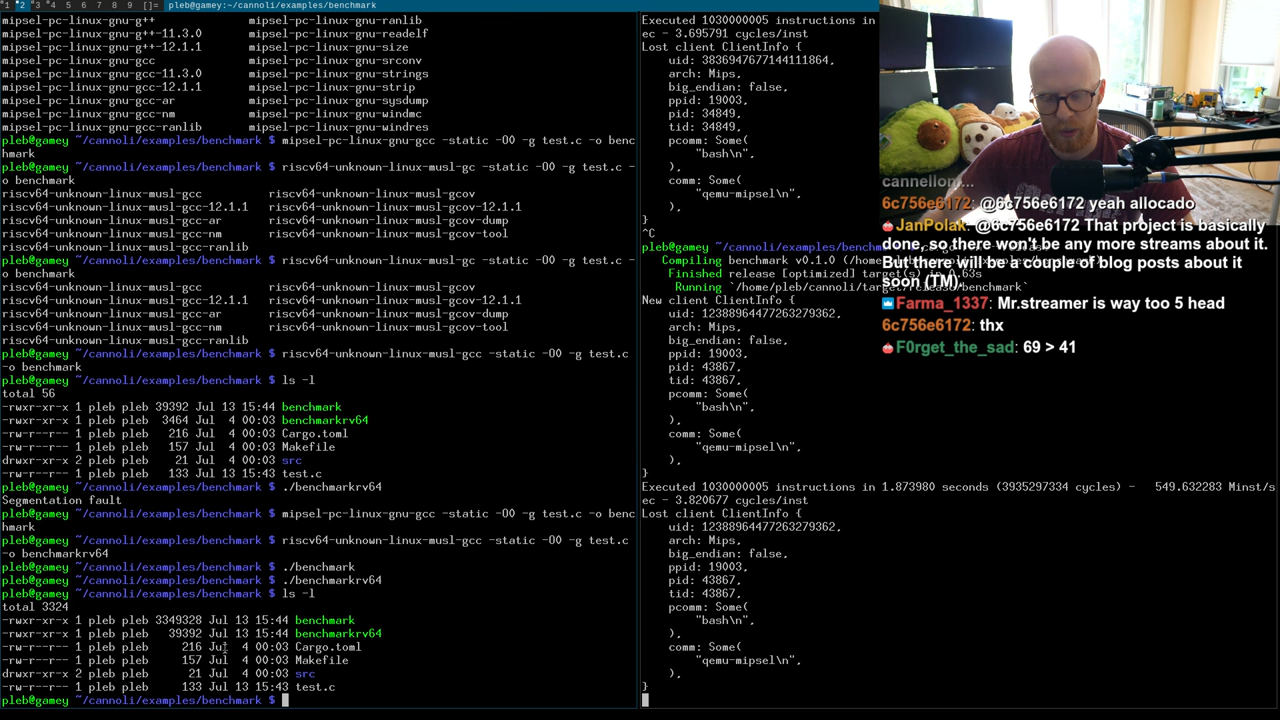 1 2 3 4 5 6 7 8 9 []= pleb@gamey:~/cannoli/examples/benchmark
mipsel-pc-linux-gnu-g++ mipsel-pc-linux-gnu-ranlib
mipsel-pc-linux-gnu-g++-11.3.0 mipsel-pc-linux-gnu-readelf
mipsel-pc-linux-gnu-g++-12.1.1 mipsel-pc-linux-gnu-size
mipsel-pc-linux-gnu-gcc mipsel-pc-linux-gnu-srconv
mipsel-pc-linux-gnu-gcc-11.3.0 mipsel-pc-linux-gnu-strings
mipsel-pc-linux-gnu-gcc-12.1.1 mipsel-pc-linux-gnu-strip
mipsel-pc-linux-gnu-gcc-ar mipsel-pc-linux-gnu-sysdump
mipsel-pc-linux-gnu-gcc-nm mipsel-pc-linux-gnu-windmc
mipsel-pc-linux-gnu-gcc-ranlib mipsel-pc-linux-gnu-windres
pleb@gamey ~/cannoli/examples/benchmark $ mipsel-pc-linux-gnu-gcc -static -O0 -g test.c -o benc
hmark
pleb@gamey ~/cannoli/examples/benchmark $ riscv64-unknown-linux-musl-gc -static -O0 -g test.c -
o benchmark
riscv64-unknown-linux-musl-gcc riscv64-unknown-linux-musl-gcov
riscv64-unknown-linux-musl-gcc-12.1.1 riscv64-unknown-linux-musl-gcov-12.1.1
riscv64-unknown-linux-musl-gcc-ar riscv64-unknown-linux-musl-gcov-dump
riscv64-unknown-linux-musl-gcc-nm riscv64-unknown-linux-musl-gcov-tool
riscv64-unknown-linux-musl-gcc-ranlib
pleb@gamey ~/cannoli/examples/benchmark $ riscv64-unknown-linux-musl-gc -static -O0 -g test.c -
o benchmark
riscv64-unknown-linux-musl-gcc riscv64-unknown-linux-musl-gcov
riscv64-unknown-linux-musl-gcc-12.1.1 riscv64-unknown-linux-musl-gcov-12.1.1
riscv64-unknown-linux-musl-gcc-ar riscv64-unknown-linux-musl-gcov-dump
riscv64-unknown-linux-musl-gcc-nm riscv64-unknown-linux-musl-gcov-tool
riscv64-unknown-linux-musl-gcc-ranlib
pleb@gamey ~/cannoli/examples/benchmark $ riscv64-unknown-linux-musl-gcc -static -O0 -g test.c
-o benchmark
pleb@gamey ~/cannoli/examples/benchmark $ ls -l
total 56
-rwxr-xr-x 1 pleb pleb 39392 Jul 13 15:44 benchmark
-rwxr-xr-x 1 pleb pleb 3464 Jul 4 00:03 benchmarkrv64
-rw-r--r-- 1 pleb pleb 216 Jul 4 00:03 Cargo.toml
-rw-r--r-- 1 pleb pleb 157 Jul 4 00:03 Makefile
drwxr-xr-x 2 pleb pleb 21 Jul 4 00:03 src
-rw-r--r-- 1 pleb pleb 133 Jul 13 15:43 test.c
pleb@gamey ~/cannoli/examples/benchmark $ ./benchmarkrv64
Segmentation fault
pleb@gamey ~/cannoli/examples/benchmark $ mipsel-pc-linux-gnu-gcc -static -O0 -g test.c -o benc
hmark
pleb@gamey ~/cannoli/examples/benchmark $ riscv64-unknown-linux-musl-gcc -static -O0 -g test.c
-o benchmarkrv64
pleb@gamey ~/cannoli/examples/benchmark $ ./benchmark
pleb@gamey ~/cannoli/examples/benchmark $ ./benchmarkrv64
pleb@gamey ~/cannoli/examples/benchmark $ ls -l
total 3324
-rwxr-xr-x 1 pleb pleb 3349328 Jul 13 15:44 benchmark
-rwxr-xr-x 1 pleb pleb 39392 Jul 13 15:44 benchmarkrv64
-rw-r--r-- 1 pleb pleb 216 Jul 4 00:03 Cargo.toml
-rw-r--r-- 1 pleb pleb 157 Jul 4 00:03 Makefile
drwxr-xr-x 2 pleb pleb 21 Jul 4 00:03 src
-rw-r--r-- 1 pleb pleb 133 Jul 13 15:43 test.c
pleb@gamey ~/cannoli/examples/benchmark $
Executed 1030000005 instructions in
ec - 3.695791 cycles/inst
Lost client ClientInfo {
uid: 3836947677144111864,
arch: Mips,
big_endian: false,
ppid: 19003,
pid: 34849,
tid: 34849,
pcomm: Some(
"bash\n",
),
comm: Some(
"qemu-mipsel\n",
),
}
^C
pleb@gamey ~/cannoli/examples/benchm
Compiling benchmark v0.1.0 (/home
Finished release [optimized] target(s) in 0.63s
Running `/home/pleb/cannoli/target/release/benchmark`
New client ClientInfo {
uid: 12388964477263279362,
arch: Mips,
big_endian: false,
ppid: 19003,
pid: 43867,
tid: 43867,
pcomm: Some(
"bash\n",
),
comm: Some(
"qemu-mipsel\n",
),
}
Executed 1030000005 instructions in 1.873980 seconds (3935297334 cycles) - 549.632283 Minst/s
ec - 3.820677 cycles/inst
Lost client ClientInfo {
uid: 12388964477263279362,
arch: Mips,
big_endian: false,
ppid: 19003,
pid: 43867,
tid: 43867,
pcomm: Some(
"bash\n",
),
comm: Some(
"qemu-mipsel\n",
),
}
cannelloni...
6c756e6172: @6c756e6172 yeah allocado
JanPolak: @6c756e6172 That project is basically
done, so there won't be any more streams about it.
But there will be a couple of blog posts about it
soon (TM).
Farma_1337: Mr.streamer is way too 5 head
6c756e6172: thx
F0rget_the_sad: 69 > 41